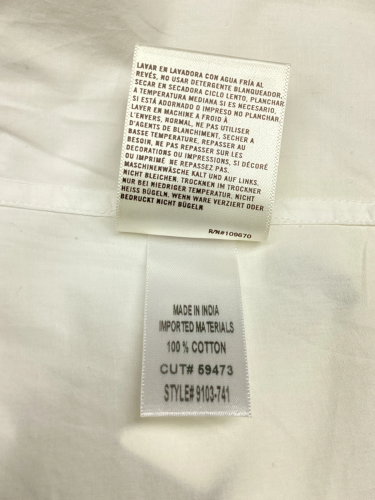 LAVAR EN LAVADORA CON AGUA FRÍA AL
REVÉS, NO USAR DETERGENTE BLANQUEADOR,
SECAR EN SECADORA CICLO LENTO, PLANCHAR
A TEMPERATURA MEDIANA SI ES NECESARIO,
SI ESTÁ ADORNADO O IMPRESO NO PLANCHAR,
LAYER EN MACHINE A FROID À
L'ENVERS, NORMAL, NE PAS UTILISER
D'AGENTS DE BLANCHIMENT, SECHER A
BASSE TEMPERATURE, REPASSER AU
BESOIN, NE PAS REPASSER SUR LES
DECORATIONS OU IMPRESSIONS, SI DÉCORÉ
OU IMPRIMÉ NE REPASSEZ PAS.
MASCHINENWÄSCHE KALT UND AUF LINKS.
NICHT BLEICHEN. TROCKNEN IM TROCKNER
NUR BEI NIEDRIGER TEMPERATUR. NICHT
HEISS BÜGELN. WENN WARE VERZIERT ODER
BEDRUCKT NICHT BÜGELN
R/N#109670
MADE IN INDIA
IMPORTED MATERIALS
100% COTTON
CUT# 59473
STYLE# 9103-741